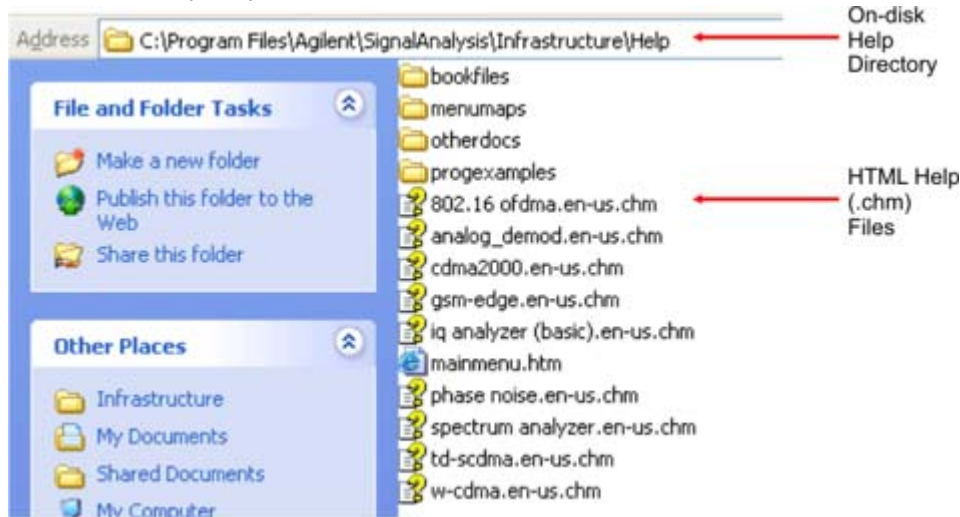 Address C:\Program Files\Agilent\SignalAnalysis\Infrastructure\Help
On-disk
Help
Directory
File and Folder Tasks
Make a new folder
Publish this folder to the
Web
Share this folder
Other Places
Infrastructure
My Documents
Shared Documents
My Computer
bookfiles
menumaps
otherdocs
progexamples
802.16 ofdma.en-us.chm
analog_demod.en-us.chm
cdma2000.en-us.chm
gsm-edge.en-us.chm
iq analyzer (basic).en-us.chm
mainmenu.htm
phase noise.en-us.chm
spectrum analyzer.en-us.chm
td-scdma.en-us.chm
w-cdma.en-us.chm
HTML Help
(.chm)
Files